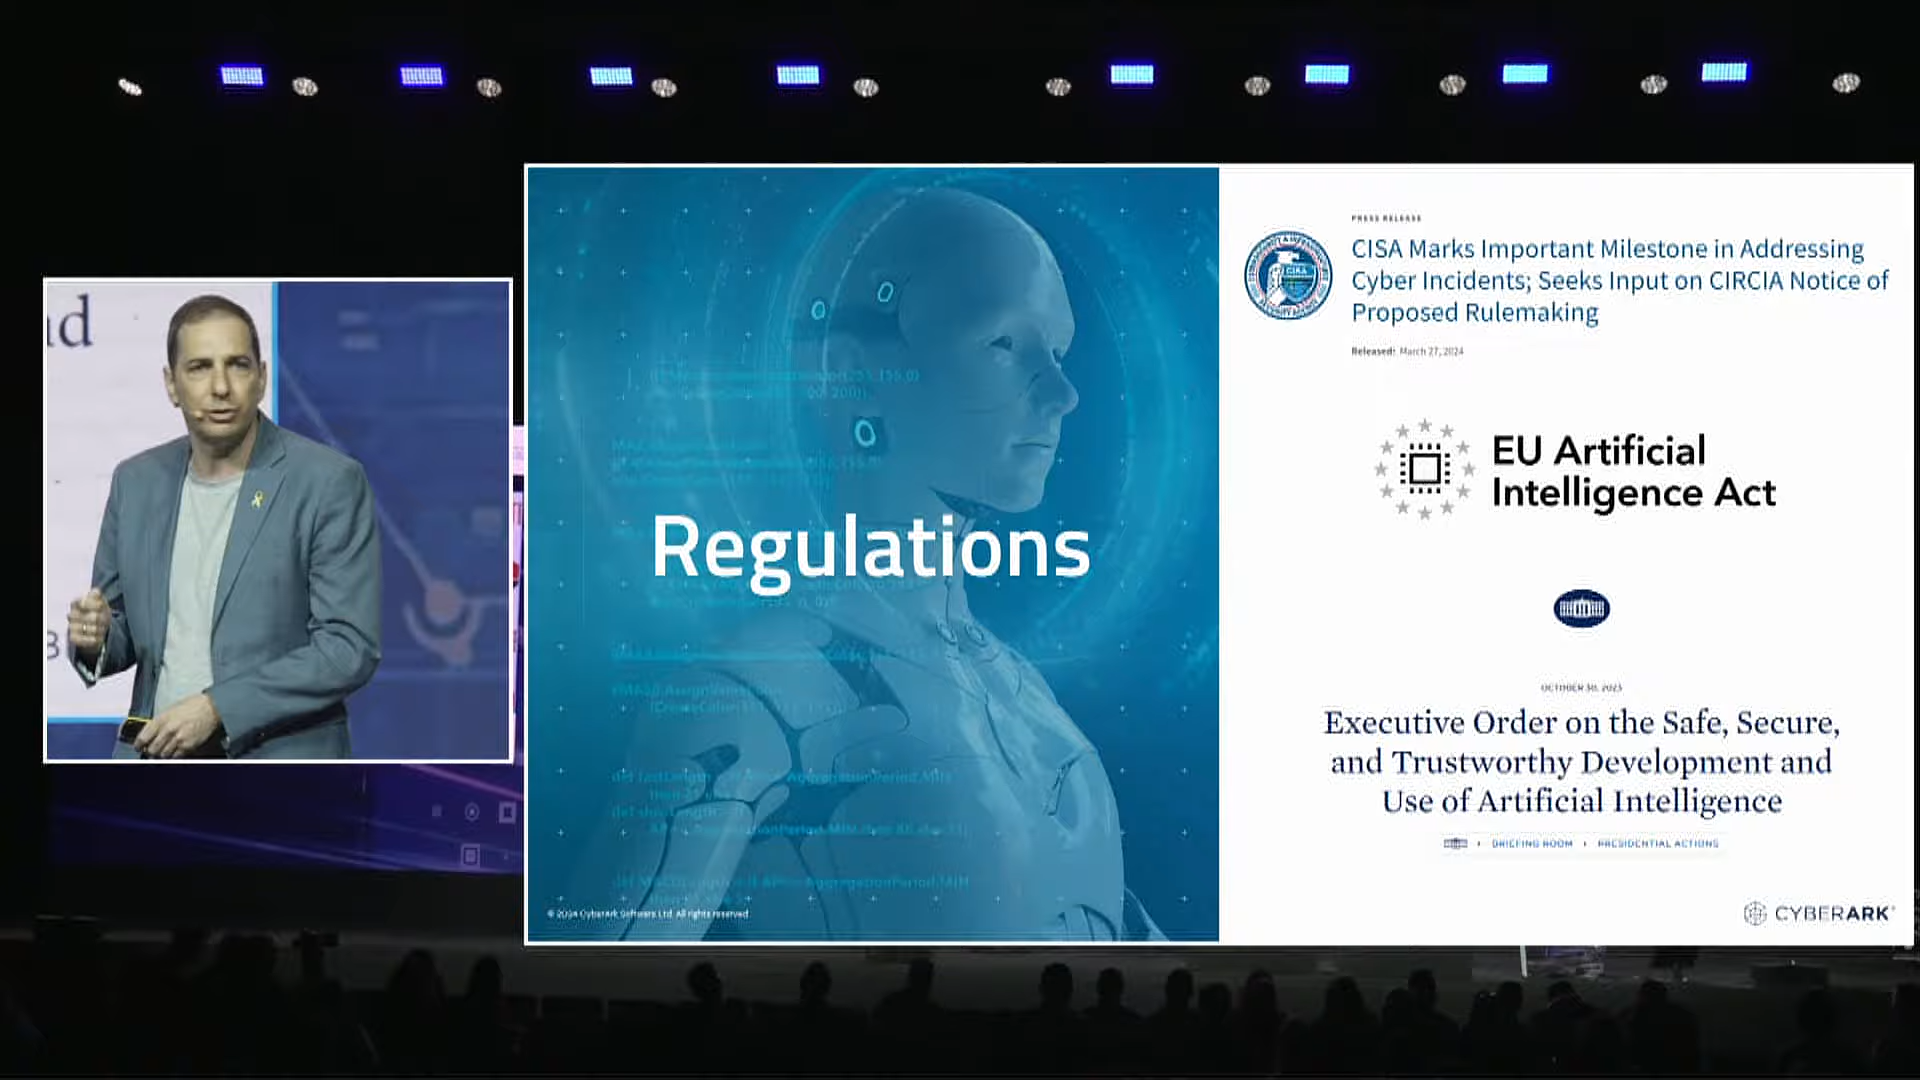 Regulations
© 2024 CyberArk Software Ltd. All rights reserved
PRESS RELEASE
CISA Marks Important Milestone in Addressing
Cyber Incidents; Seeks Input on CIRCIA Notice of
Proposed Rulemaking
Released: March 27, 2024
EU Artificial
Intelligence Act
OCTOBER 30, 2023
Executive Order on the Safe, Secure,
and Trustworthy Development and
Use of Artificial Intelligence
BRIEFING ROOM
PRESIDENTIAL ACTIONS
CYBERARK